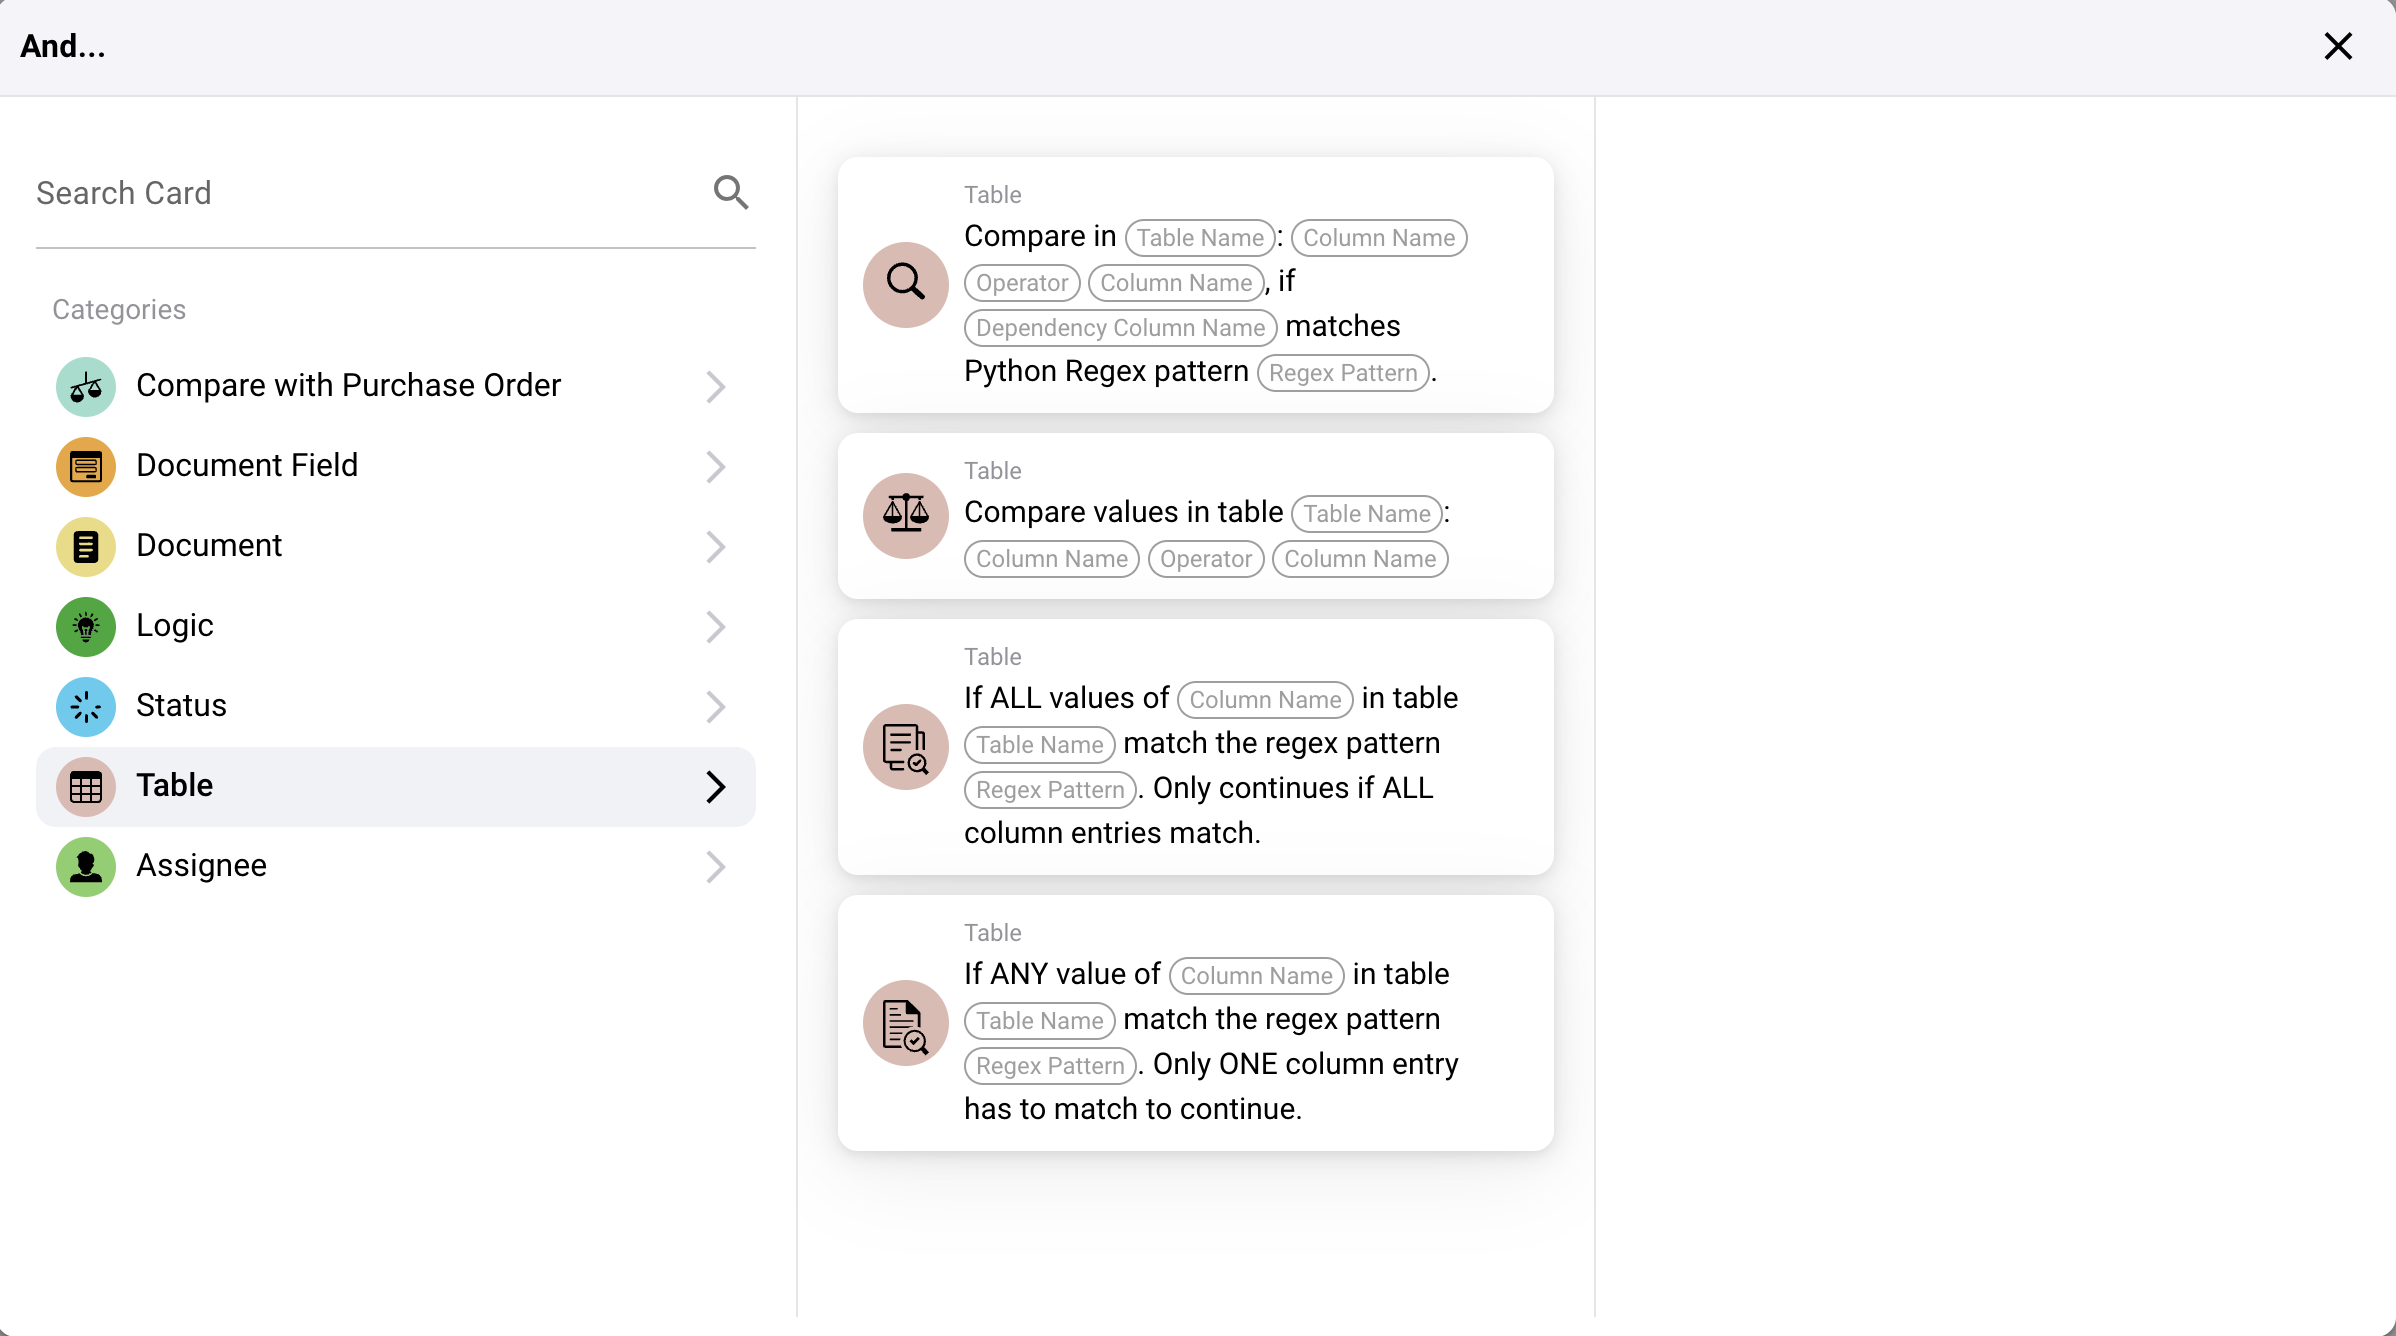 And...
Search Card
Categories
Compare with Purchase Order
Document Field
Document
Logic
Status
Table
Assignee
Table
Compare in Table Name: Column Name
Operator Column Name, if
Dependency Column Name matches
Python Regex pattern Regex Pattern.
Table
Compare values in table Table Name:
Column Name Operator Column Name
Table
If ALL values of Column Name in table
Table Name match the regex pattern
Regex Pattern. Only continues if ALL
column entries match.
Table
If ANY value of Column Name in table
Table Name match the regex pattern
Regex Pattern. Only ONE column entry
has to match to continue.